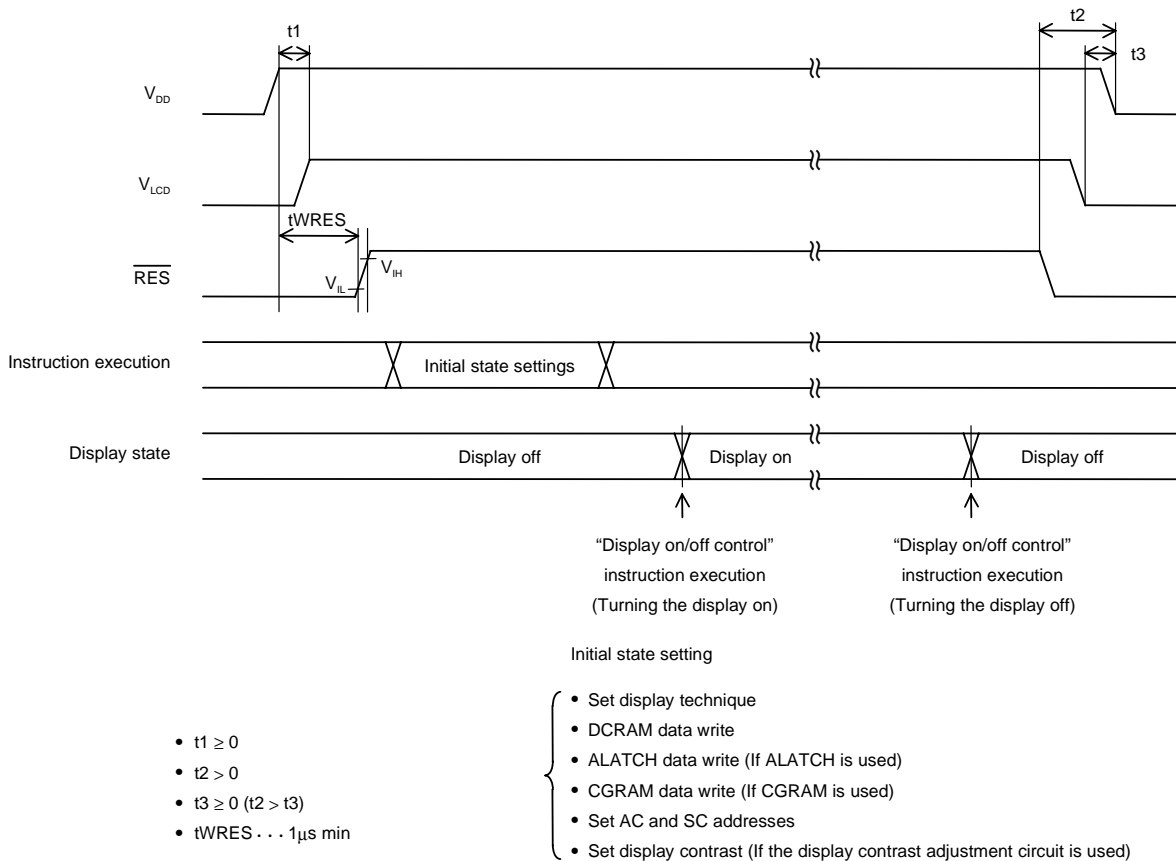 t1
t2
t3
VDD
VLCD
tWRES
RES
VIL
VIH
Instruction execution
Initial state settings
Display state
Display off
Display on
Display off
“Display on/off control”
instruction execution
(Turning the display on)
“Display on/off control”
instruction execution
(Turning the display off)
Initial state setting
• Set display technique
• DCRAM data write
• ALATCH data write (If ALATCH is used)
• CGRAM data write (If CGRAM is used)
• Set AC and SC addresses
• Set display contrast (If the display contrast adjustment circuit is used)
• t1 ≥ 0
• t2 > 0
• t3 ≥ 0 (t2 > t3)
• tWRES · · · 1μs min